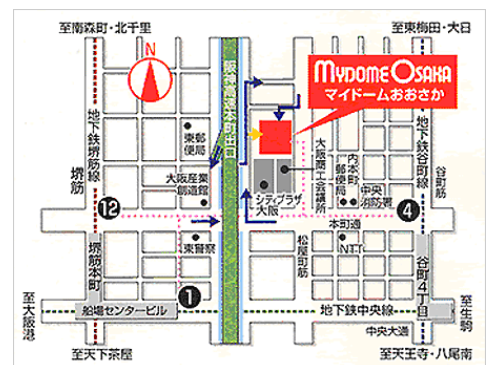 至南森町・北千里
至東梅田・大日
N
MYDOME OSAKA
マイドームおおさか
阪神高速本町出口
地下鉄堺筋線
堺筋
東郵便局
大阪産業
創造館
シティプラザ
大阪
大阪商工会議所
内本町
郵便局
中央
消防署
地下鉄谷町線
谷町筋
12
4
本町通
松屋町筋
NTT
東警察
堺筋本町
谷町4丁目
1
至大阪港
船場センタービル
地下鉄中央線
至生駒
中央大通
至天下茶屋
至天王寺・八尾南